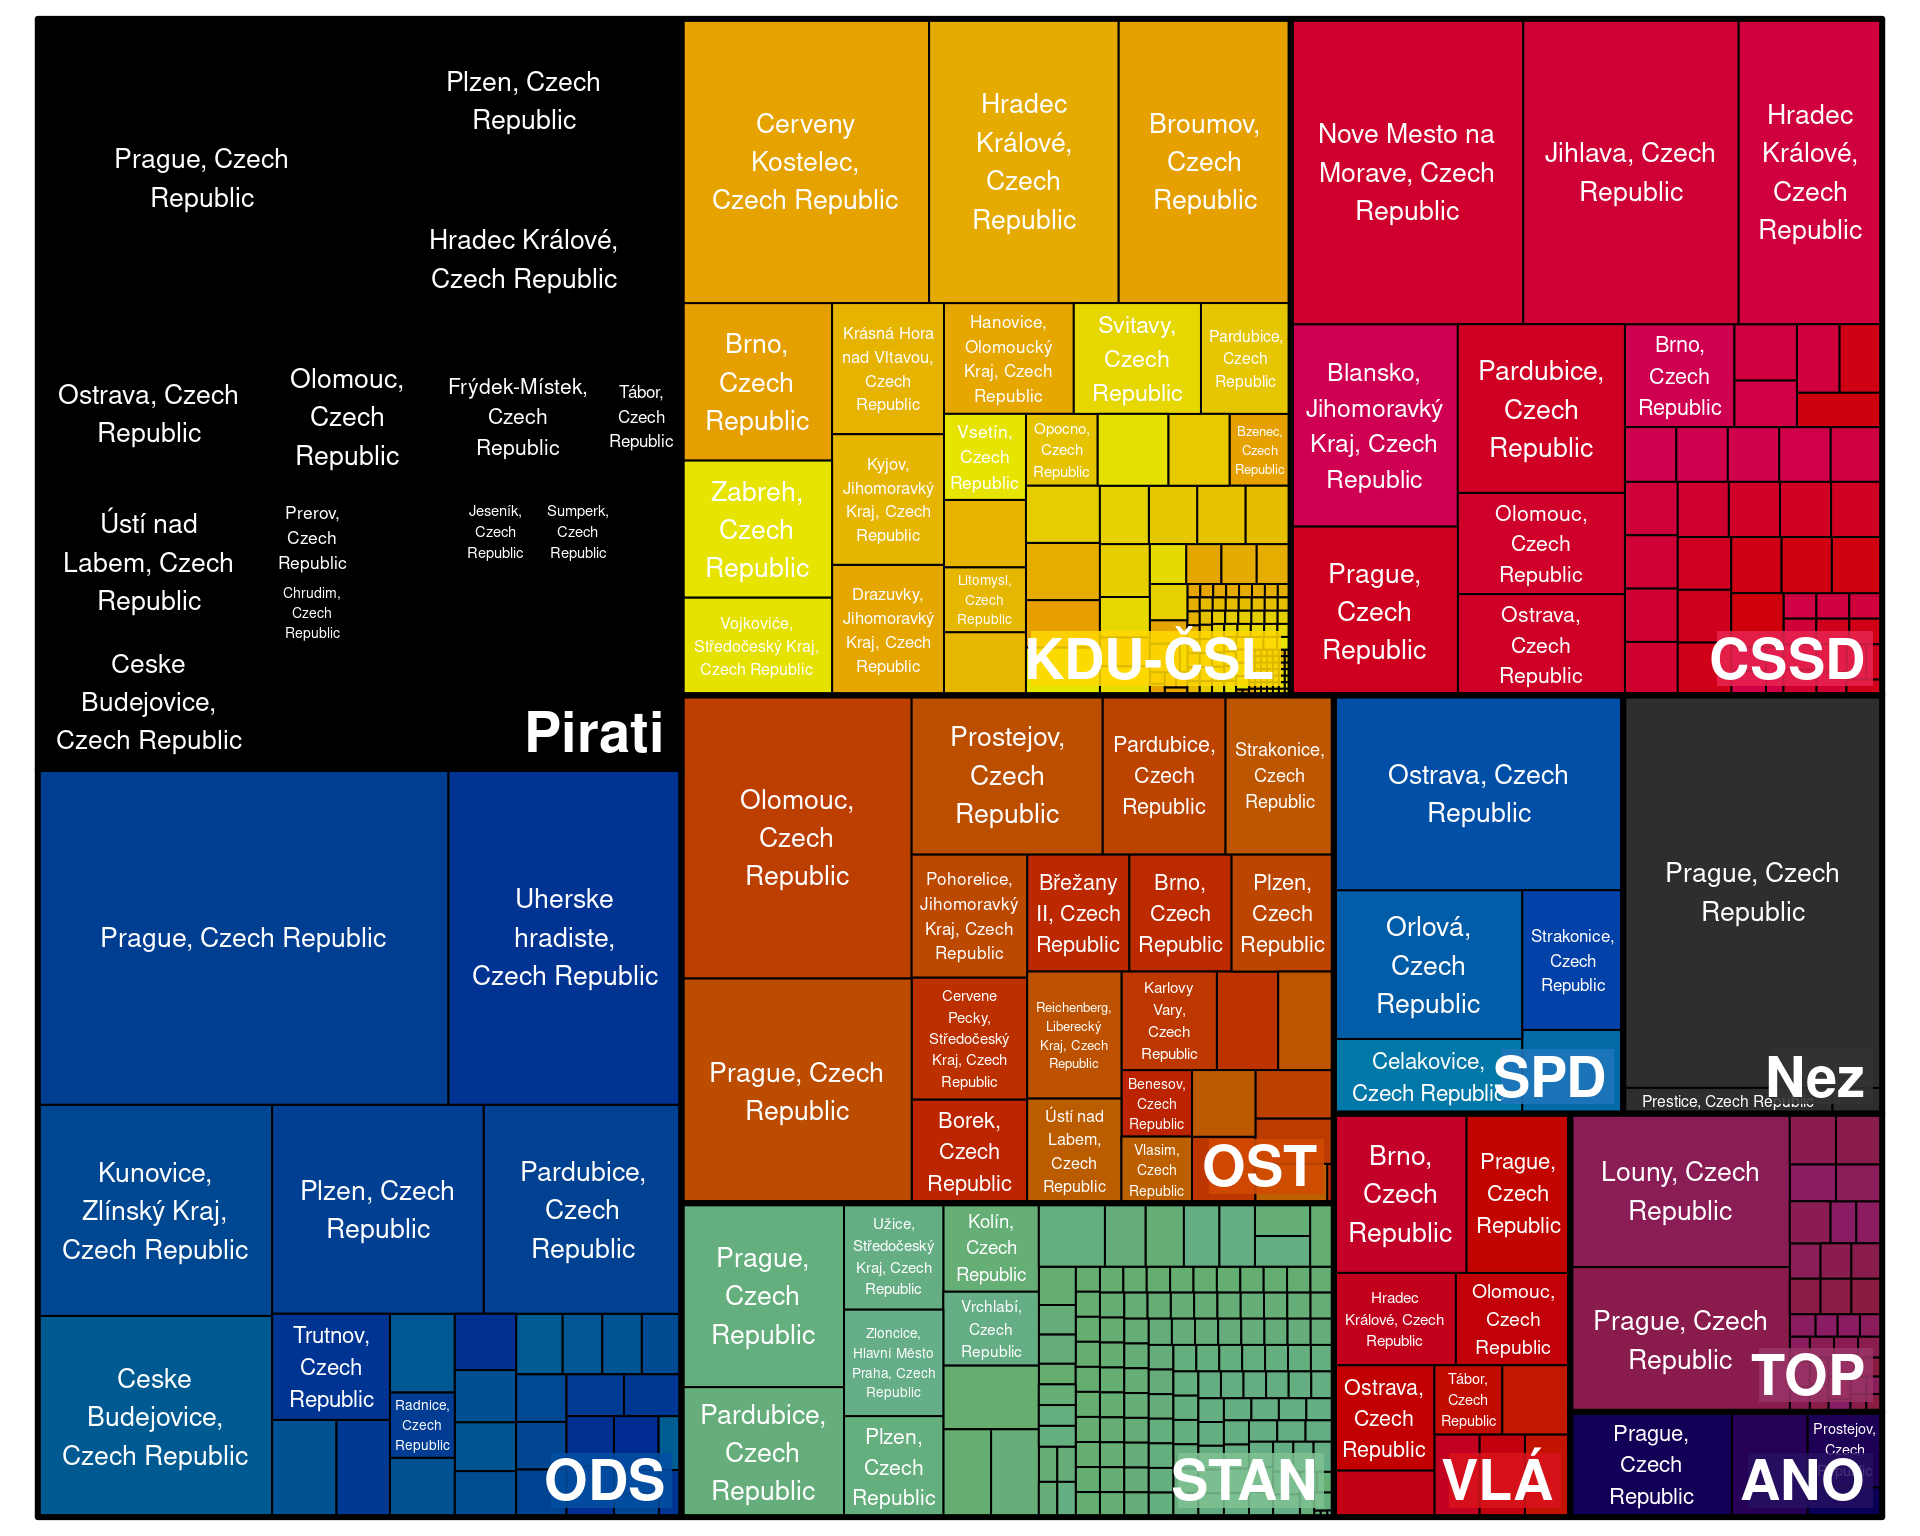 Prague, Czech
Republic
Plzen, Czech
Republic
Hradec Králové,
Czech Republic
Ostrava, Czech
Republic
Olomouc,
Czech
Republic
Frýdek-Místek,
Czech
Republic
Tábor,
Czech
Republic
Ústí nad
Labem, Czech
Republic
Prerov,
Czech
Republic
Jeseník,
Czech
Republic
Sumperk,
Czech
Republic
Chrudim,
Czech
Republic
Ceske
Budejovice,
Czech Republic
Pirati
Cerveny
Kostelec,
Czech Republic
Hradec
Králové,
Czech
Republic
Broumov,
Czech
Republic
Brno,
Czech
Republic
Krásná Hora
nad Vltavou,
Czech
Republic
Hanovice,
Olomoucký
Kraj, Czech
Republic
Svitavy,
Czech
Republic
Pardubice,
Czech
Republic
Zabreh,
Czech
Republic
Kyjov,
Jihomoravký
Kraj, Czech
Republic
Vsetín,
Czech
Republic
Opocno,
Czech
Republic
Bzenec,
Czech
Republic
Vojkoviće,
Středočeský Kraj,
Czech Republic
Drazuvky,
Jihomoravký
Kraj, Czech
Republic
Litomysl,
Czech
Republic
KDU-ČSL
Nove Mesto na
Morave, Czech
Republic
Jihlava, Czech
Republic
Hradec
Králové,
Czech
Republic
Blansko,
Jihomoravký
Kraj, Czech
Republic
Pardubice,
Czech
Republic
Brno,
Czech
Republic
Prague,
Czech
Republic
Olomouc,
Czech
Republic
Ostrava,
Czech
Republic
CSSD
Prague, Czech Republic
Uherske
hradiste,
Czech Republic
Kunovice,
Zlínský Kraj,
Czech Republic
Plzen, Czech
Republic
Pardubice,
Czech
Republic
Ceske
Budejovice,
Czech Republic
Trutnov,
Czech
Republic
Radnice,
Czech
Republic
ODS
Olomouc,
Czech
Republic
Prostejov,
Czech
Republic
Pardubice,
Czech
Republic
Strakonice,
Czech
Republic
Prague, Czech
Republic
Pohorelice,
Jihomoravký
Kraj, Czech
Republic
Břežany
II, Czech
Republic
Brno,
Czech
Republic
Plzen,
Czech
Republic
Cervene
Pecky,
Středočeský
Kraj, Czech
Republic
Reichenberg,
Liberecký
Kraj, Czech
Republic
Karlovy
Vary,
Czech
Republic
Borek,
Czech
Republic
Ústí nad
Labem,
Czech
Republic
Benesov,
Czech
Republic
Vlasim,
Czech
Republic
OST
Prague,
Czech
Republic
Užice,
Středočeský
Kraj, Czech
Republic
Kolín,
Czech
Republic
Zloncice,
Hlavní Město
Praha, Czech
Republic
Vrchlabí,
Czech
Republic
Pardubice,
Czech
Republic
Plzen,
Czech
Republic
STAN
Ostrava, Czech
Republic
Orlová,
Czech
Republic
Strakonice,
Czech
Republic
Celakovice,
Czech Republic
SPD
Prague, Czech
Republic
Prestice, Czech Republic
Nez
Brno,
Czech
Republic
Prague,
Czech
Republic
Hradec
Králové, Czech
Republic
Olomouc,
Czech
Republic
Ostrava,
Czech
Republic
Tábor,
Czech
Republic
VLÁ
Louny, Czech
Republic
Prague, Czech
Republic
TOP
Prague,
Czech
Republic
Prostejov,
Czech
ANO